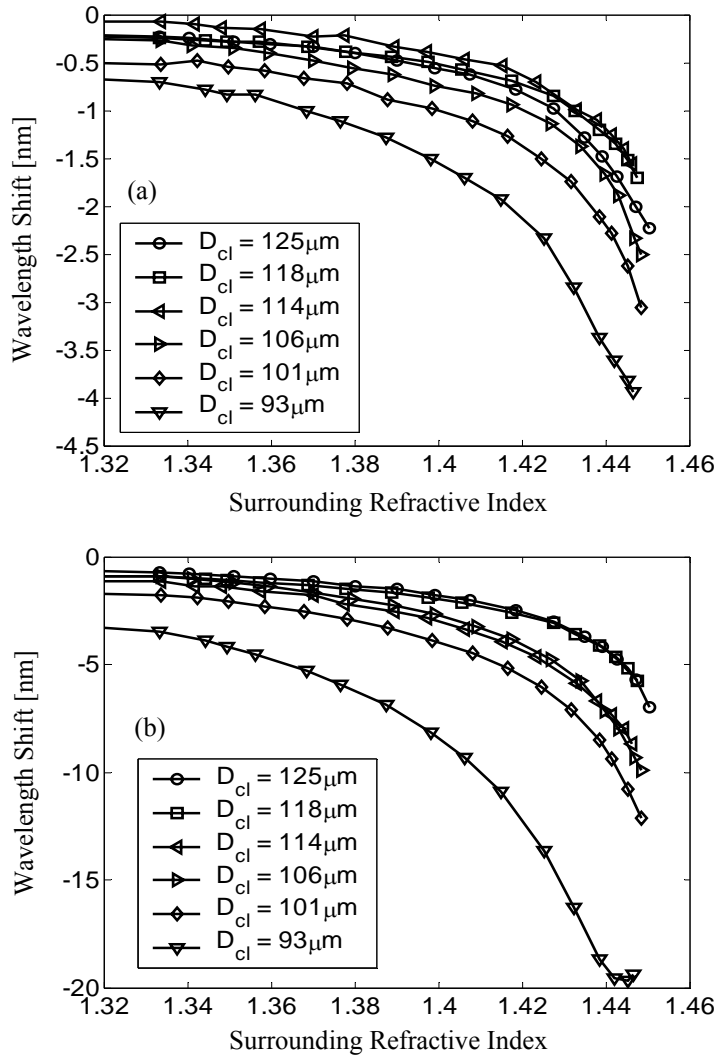 0
-0.5
-1
-1.5
-2
-2.5
-3
-3.5
-4
-4.5
Wavelength Shift [nm]
(a)
D_cl = 125μm
D_cl = 118μm
D_cl = 114μm
D_cl = 106μm
D_cl = 101μm
D_cl = 93μm
1.32 1.34 1.36 1.38 1.4 1.42 1.44 1.46
Surrounding Refractive Index
0
-5
-10
-15
-20
Wavelength Shift [nm]
(b)
D_cl = 125μm
D_cl = 118μm
D_cl = 114μm
D_cl = 106μm
D_cl = 101μm
D_cl = 93μm
1.32 1.34 1.36 1.38 1.4 1.42 1.44 1.46
Surrounding Refractive Index